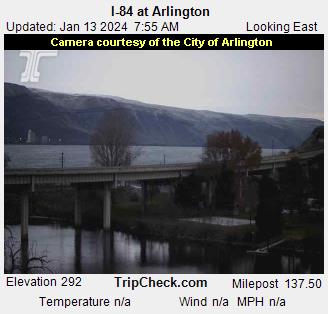 I-84 at Arlington
Updated: Jan 13 2024 7:55 AM Looking East
Camera courtesy of the City of Arlington
Elevation 292 TripCheck.com Milepost 137.50
Temperature n/a Wind n/a MPH n/a